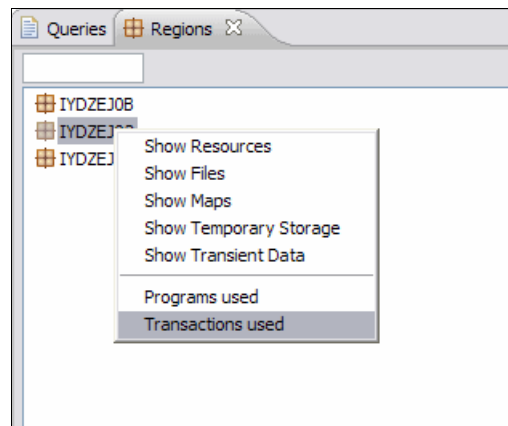 Queries Regions
IYDZEJ0B
Show Resources
Show Files
Show Maps
Show Temporary Storage
Show Transient Data
Programs used
Transactions used